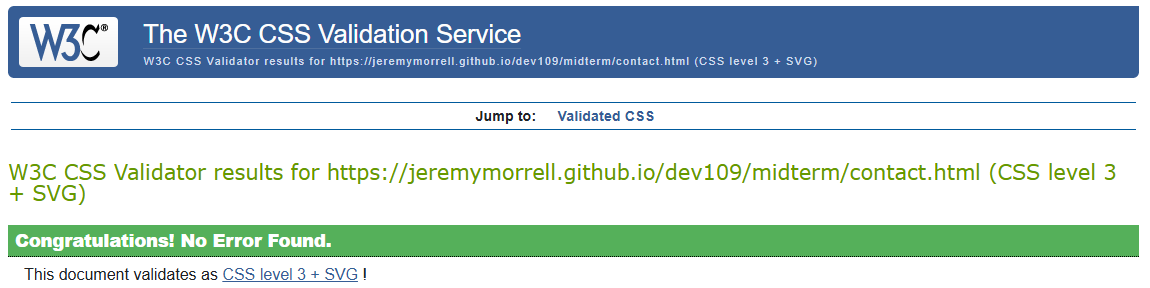 W3C® The W3C CSS Validation Service
W3C CSS Validator results for https://jeremymorrell.github.io/dev109/midterm/contact.html (CSS level 3 + SVG)
Jump to: Validated CSS
W3C CSS Validator results for https://jeremymorrell.github.io/dev109/midterm/contact.html (CSS level 3
+ SVG)
Congratulations! No Error Found.
This document validates as CSS level 3 + SVG !